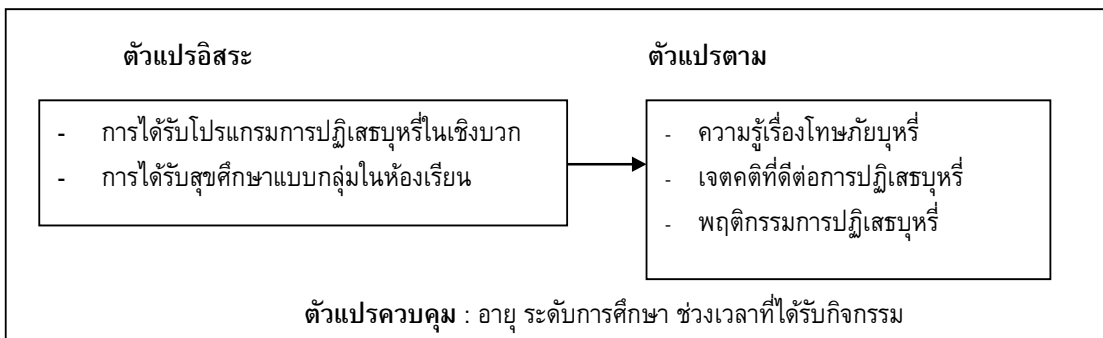 ตัวแปรอิสระ
ตัวแปรตาม
- การได้รับโปรแกรมการปฏิเสธบุหรี่ในเชิงบวก
- การได้รับสุขศึกษาแบบกลุ่มในห้องเรียน
- ความรู้เรื่องโทษภัยบุหรี่
- เจตคติที่ดีต่อการปฏิเสธบุหรี่
- พฤติกรรมการปฏิเสธบุหรี่
ตัวแปรควบคุม : อายุ ระดับการศึกษา ช่วงเวลาที่ได้รับกิจกรรม